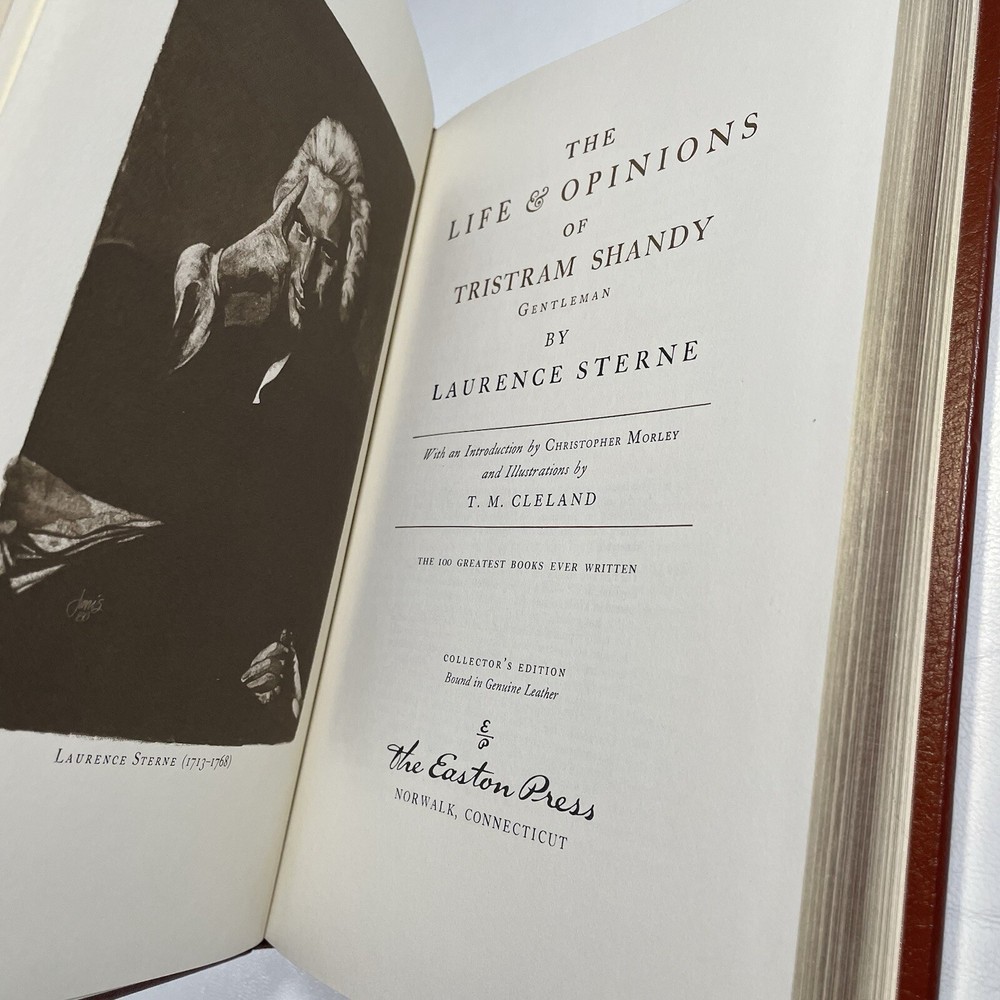 LAURENCE STERNE (1713–1768)
THE
LIFE & OPINIONS
OF
TRISTRAM SHANDY
GENTLEMAN
BY
LAURENCE STERNE
With an Introduction by CHRISTOPHER MORLEY
and Illustrations by
T. M. CLELAND
THE 100 GREATEST BOOKS EVER WRITTEN
COLLECTOR'S EDITION
Bound in Genuine Leather
the Easton Press
NORWALK, CONNECTICUT